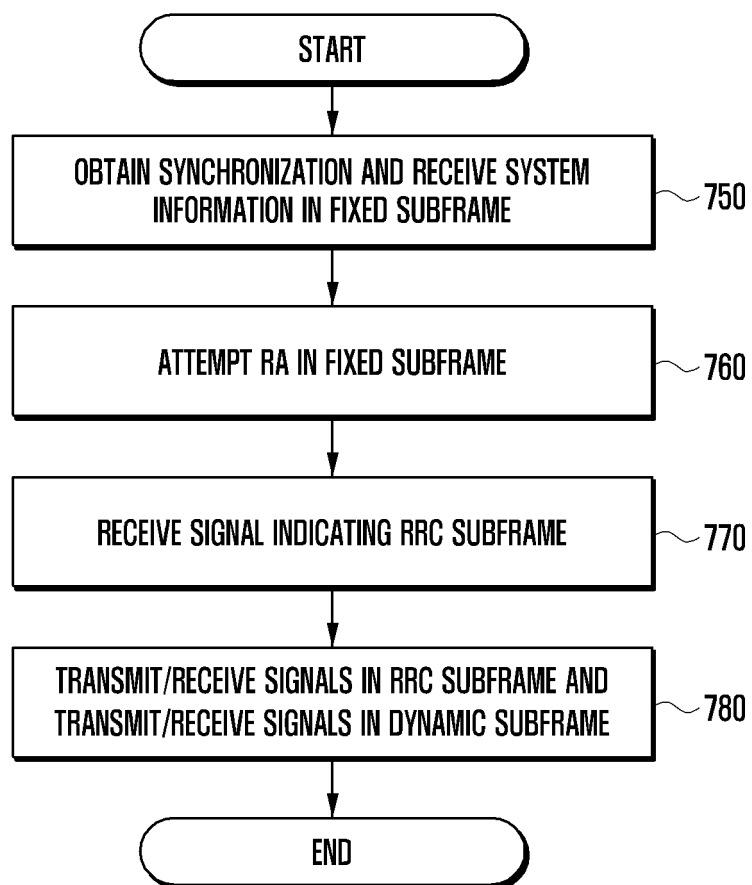 START
OBTAIN SYNCHRONIZATION AND RECEIVE SYSTEM
INFORMATION IN FIXED SUBFRAME
750
ATTEMPT RA IN FIXED SUBFRAME
760
RECEIVE SIGNAL INDICATING RRC SUBFRAME
770
TRANSMIT/RECEIVE SIGNALS IN RRC SUBFRAME AND
TRANSMIT/RECEIVE SIGNALS IN DYNAMIC SUBFRAME
780
END